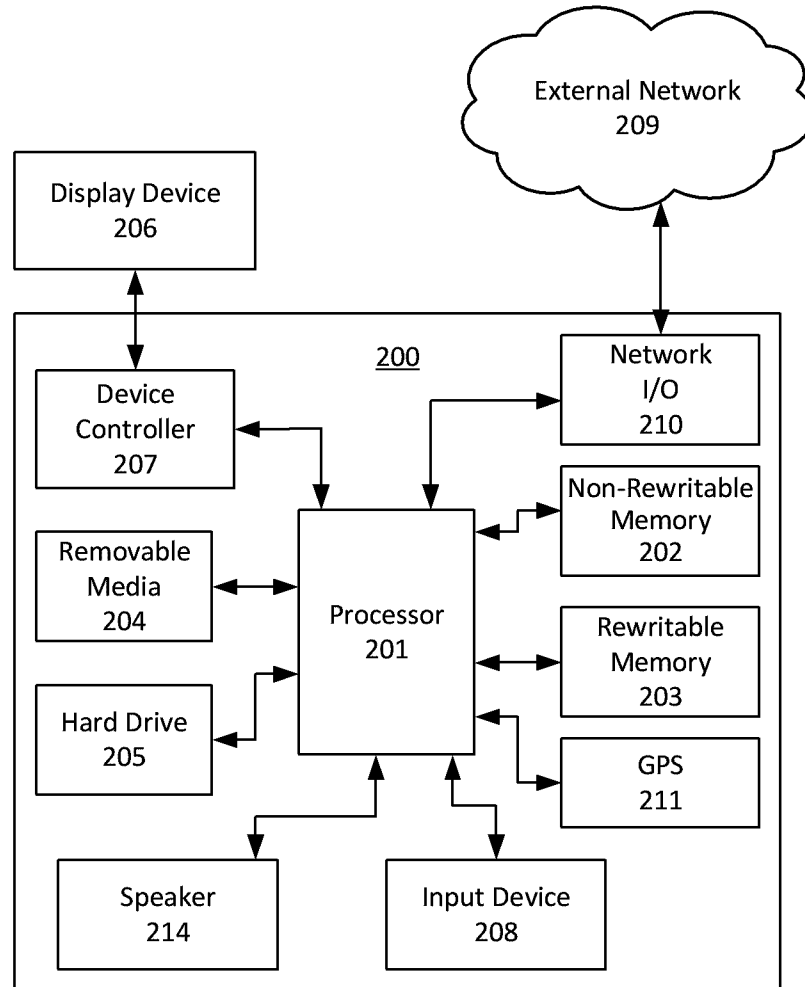 External Network
209
Display Device
206
200
Network
I/O
210
Device
Controller
207
Non-Rewritable
Memory
202
Removable
Media
204
Processor
201
Rewritable
Memory
203
Hard Drive
205
GPS
211
Speaker
214
Input Device
208